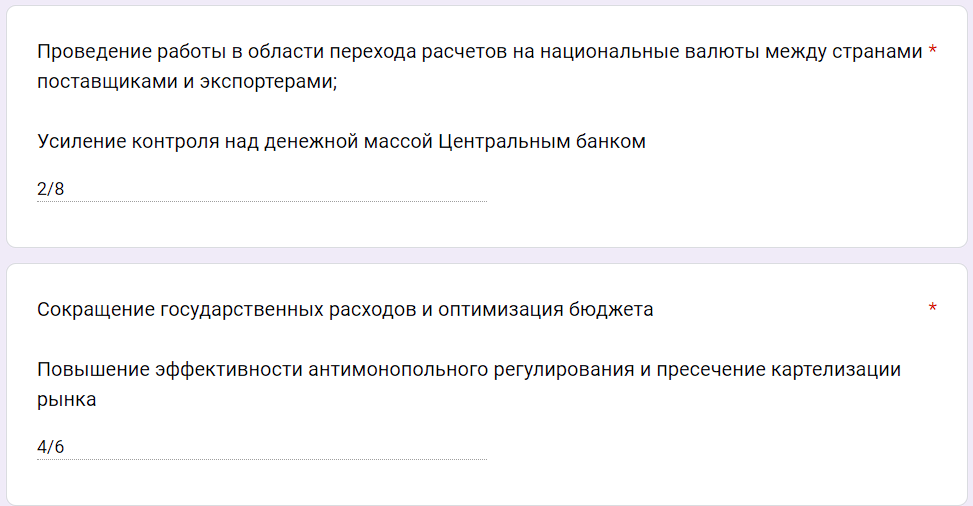 Проведение работы в области перехода расчетов на национальные валюты между странами *
поставщиками и экспортерами;
Усиление контроля над денежной массой Центральным банком
2/8
Сокращение государственных расходов и оптимизация бюджета *
Повышение эффективности антимонопольного регулирования и пресечение картелизации
рынка
4/6